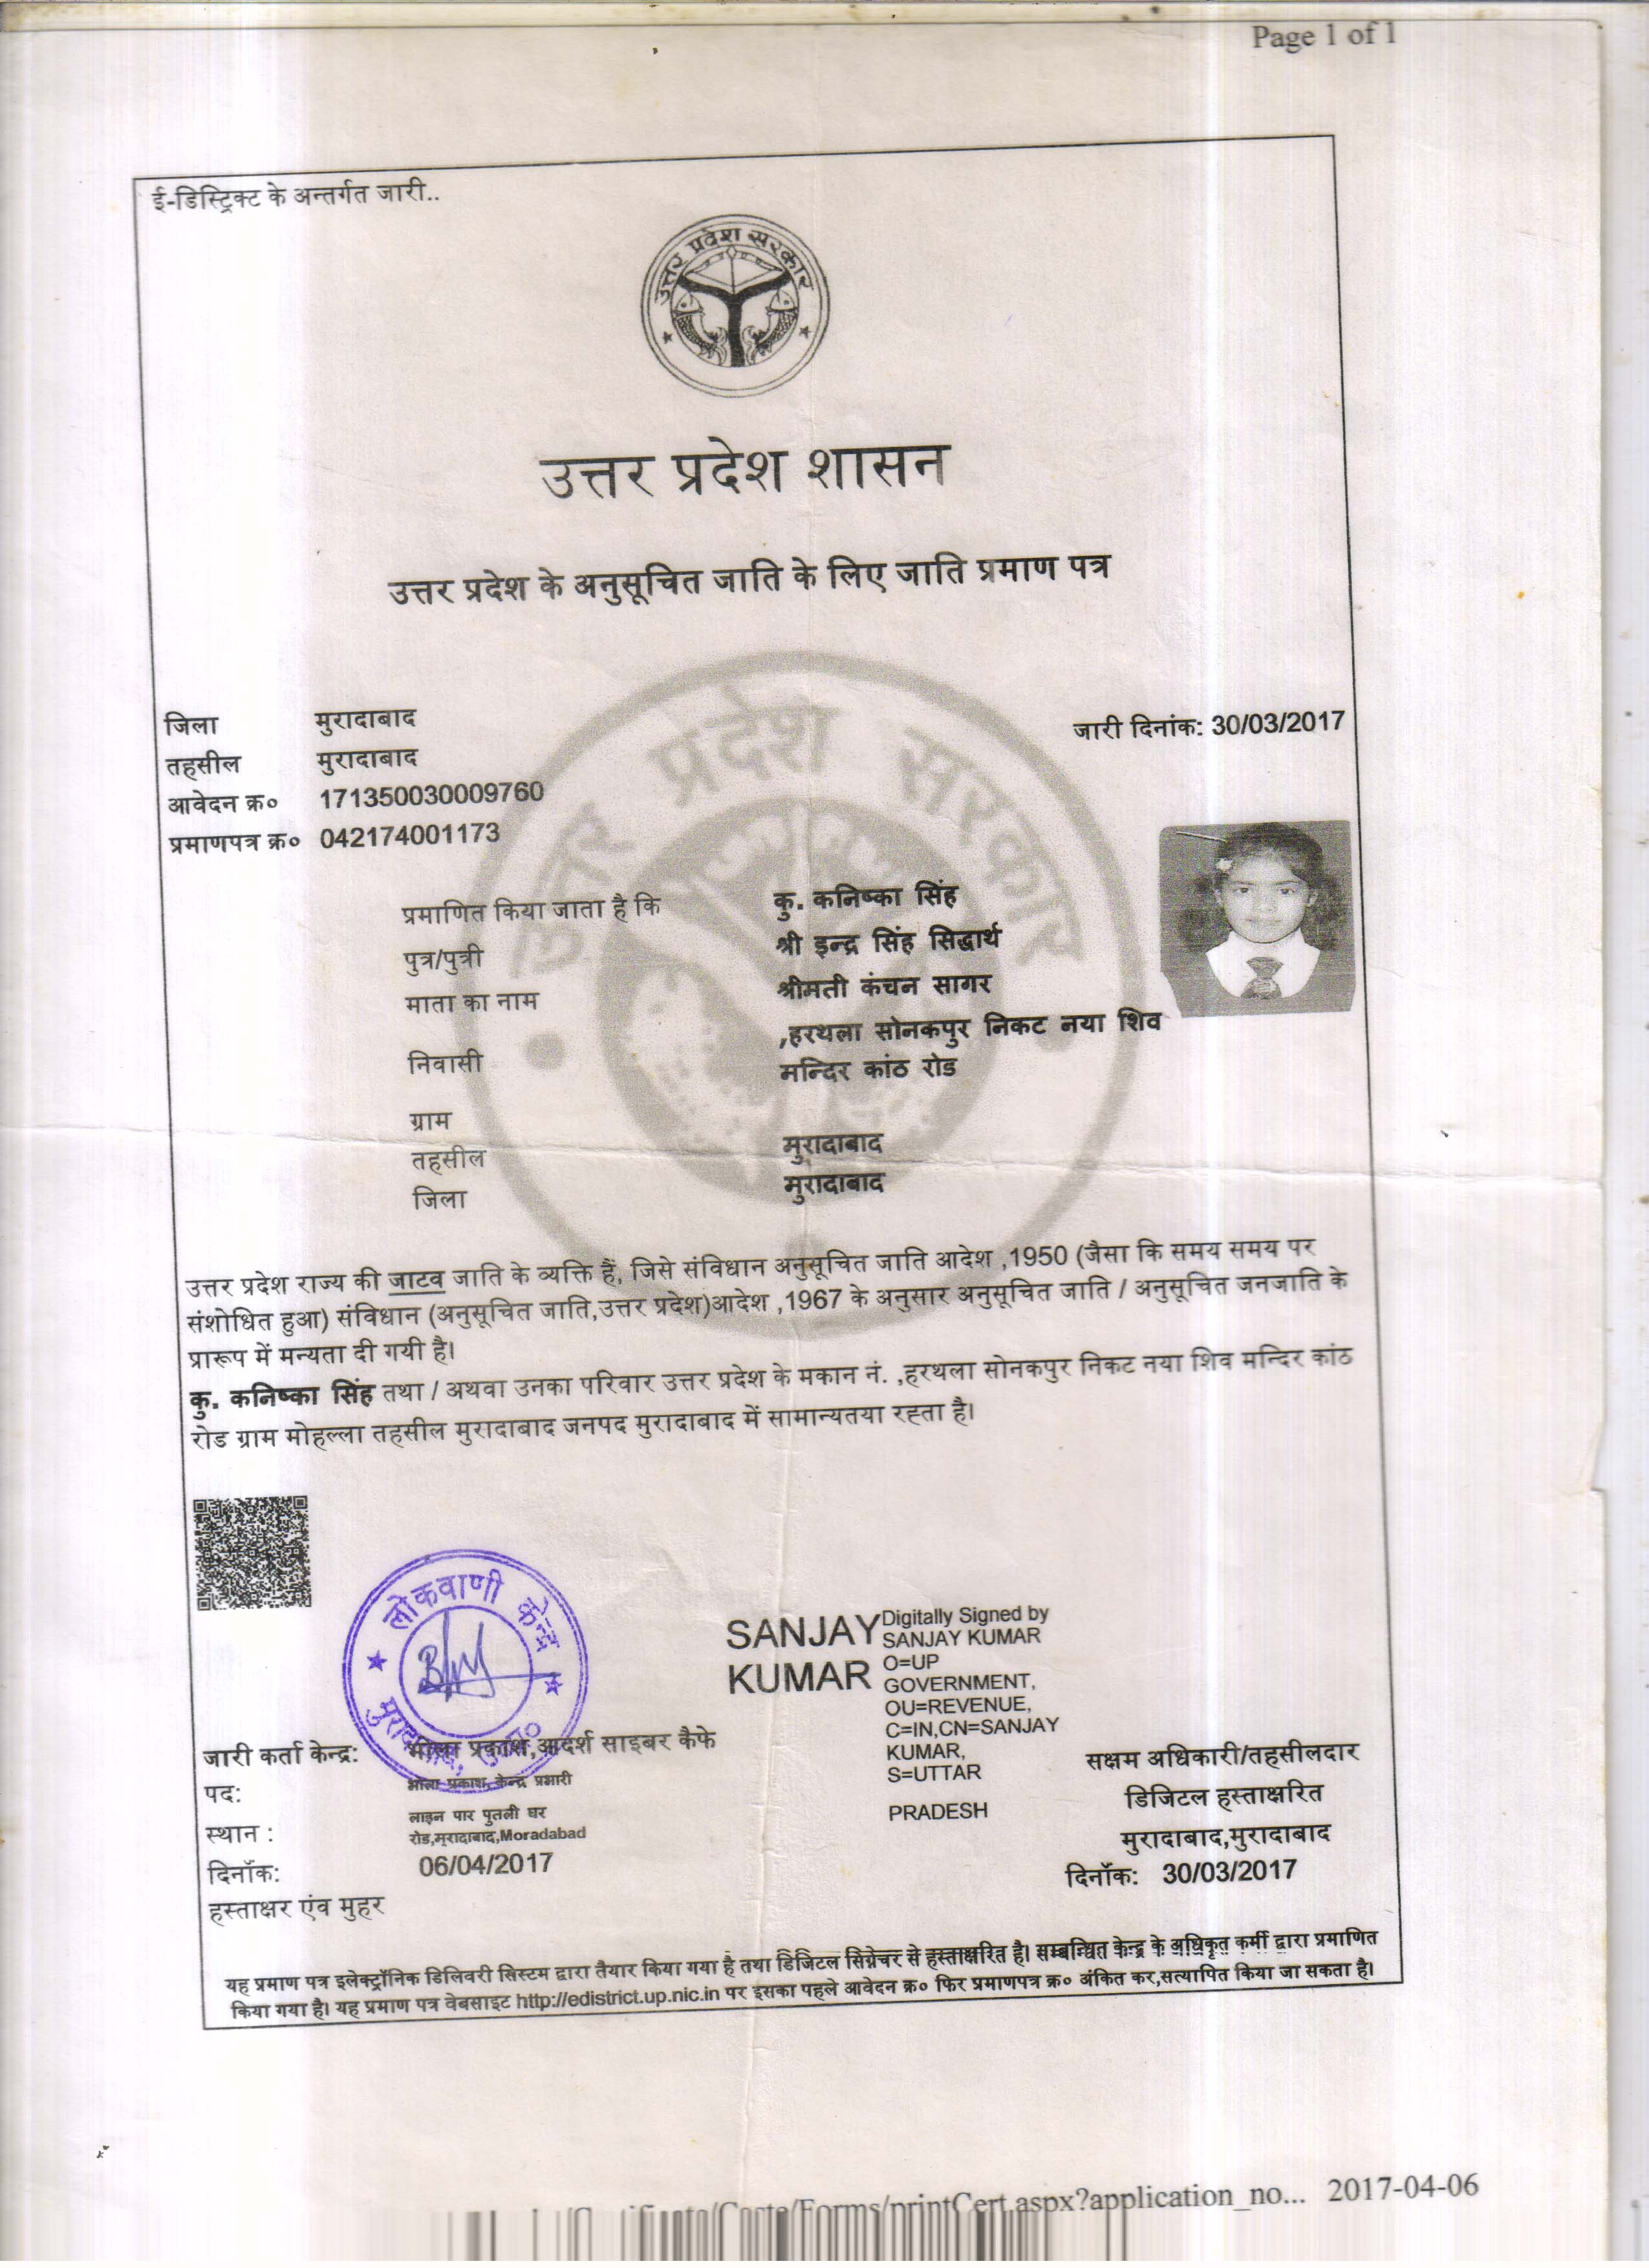 Page 1 of 1
ई-डिस्ट्रिक्ट के अन्तर्गत जारी..
उत्तर प्रदेश सरकार
उत्तर प्रदेश शासन
उत्तर प्रदेश के अनुसूचित जाति के लिए जाति प्रमाण पत्र
जिला मुरादाबाद जारी दिनांक: 30/03/2017
तहसील मुरादाबाद
आवेदन क्र० 171350030009760
प्रमाणपत्र क्र० 042174001173
प्रमाणित किया जाता है कि कु. कनिष्का सिंह
पुत्र/पुत्री श्री इन्द्र सिंह सिद्धार्थ
माता का नाम श्रीमती कंचन सागर
निवासी ,हरथला सोनकपुर निकट नया शिव
मन्दिर कांठ रोड
ग्राम
तहसील मुरादाबाद
जिला मुरादाबाद
उत्तर प्रदेश राज्य की जाटव जाति के व्यक्ति हैं, जिसे संविधान अनुसूचित जाति आदेश ,1950 (जैसा कि समय समय पर
संशोधित हुआ) संविधान (अनुसूचित जाति,उत्तर प्रदेश)आदेश ,1967 के अनुसार अनुसूचित जाति / अनुसूचित जनजाति के
प्रारूप में मन्यता दी गयी है।
कु. कनिष्का सिंह तथा / अथवा उनका परिवार उत्तर प्रदेश के मकान नं. ,हरथला सोनकपुर निकट नया शिव मन्दिर कांठ
रोड ग्राम मोहल्ला तहसील मुरादाबाद जनपद मुरादाबाद में सामान्यतया रह्ता है।
लोकवाणी केन्द्र
SANJAY KUMAR
Digitally Signed by
SANJAY KUMAR
O=UP
GOVERNMENT,
OU=REVENUE,
C=IN,CN=SANJAY
KUMAR,
S=UTTAR
PRADESH
जारी कर्ता केन्द्र: भोला प्रकाश,आदर्श साइबर कैफे
पद: भोला प्रकाश, केन्द्र प्रभारी
स्थान : लाइन पार पुतली घर
रोड,मुरादाबाद,Moradabad
दिनॉक: 06/04/2017
हस्ताक्षर एंव मुहर
सक्षम अधिकारी/तहसीलदार
डिजिटल हस्ताक्षरित
मुरादाबाद,मुरादाबाद
दिनॉक: 30/03/2017
यह प्रमाण पत्र इलेक्ट्रॉनिक डिलिवरी सिस्टम द्वारा तैयार किया गया है तथा डिजिटल सिग्नेचर से हस्ताक्षरित है। सम्बन्धित केन्द्र के अधिकृत कर्मी द्वारा प्रमाणित
किया गया है। यह प्रमाण पत्र वेबसाइट http://edistrict.up.nic.in पर इसका पहले आवेदन क्र० फिर प्रमाणपत्र क्र० अंकित कर,सत्यापित किया जा सकता है।
/Certificate/Caste/Forms/printCert.aspx?application_no... 2017-04-06